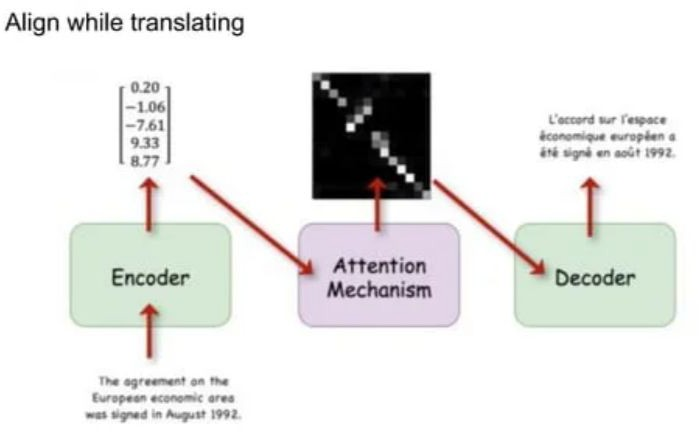 Align while translating
0.20
-1.06
-7.61
9.33
8.77
L'accord sur l'espace
économique européen a
été signé en août 1992.
Encoder
Attention
Mechanism
Decoder
The agreement on the
European economic area
was signed in August 1992.